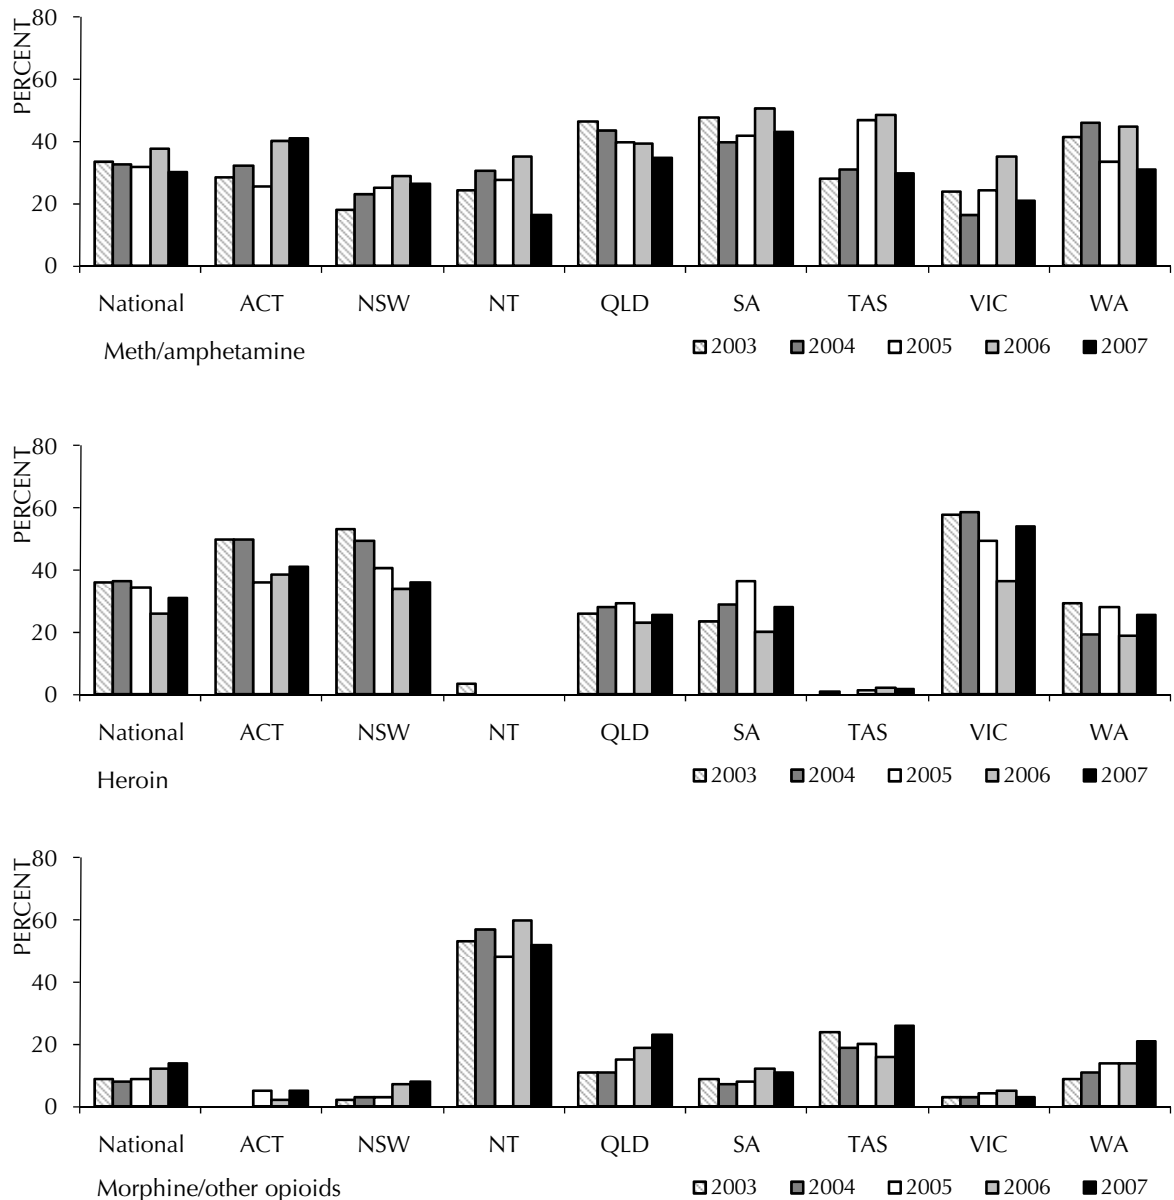 80
60
40
20
0
PERCENT
National ACT NSW NT QLD SA TAS VIC WA
Meth/amphetamine
2003 2004 2005 2006 2007
80
60
40
20
0
PERCENT
National ACT NSW NT QLD SA TAS VIC WA
Heroin
2003 2004 2005 2006 2007
80
60
40
20
0
PERCENT
National ACT NSW NT QLD SA TAS VIC WA
Morphine/other opioids
2003 2004 2005 2006 2007